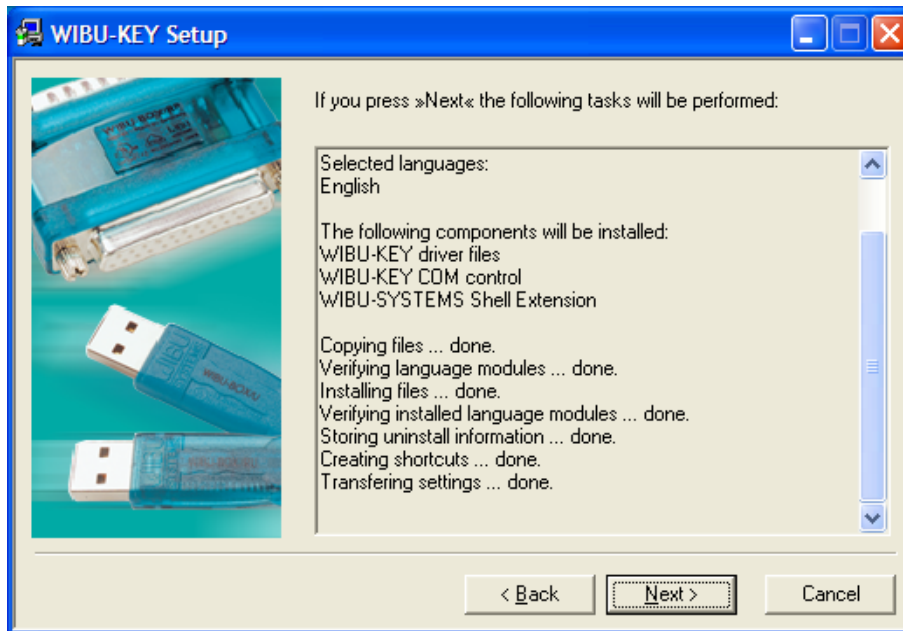 WIBU-KEY Setup
If you press »Next« the following tasks will be performed:
Selected languages:
English
The following components will be installed:
WIBU-KEY driver files
WIBU-KEY COM control
WIBU-SYSTEMS Shell Extension
Copying files ... done.
Verifying language modules ... done.
Installing files ... done.
Verifying installed language modules ... done.
Storing uninstall information ... done.
Creating shortcuts ... done.
Transfering settings ... done.
WIBU-BOX/U
< Back
Next >
Cancel